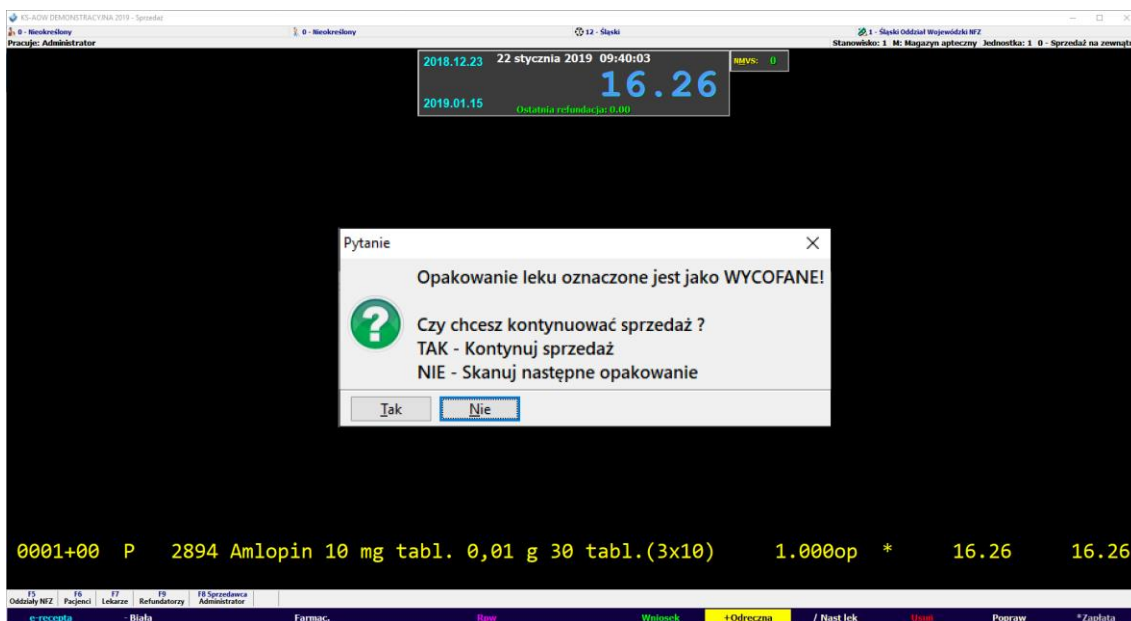 KS-AOW DEMONSTRACYJNA 2019 - Sprzedaż
0 - Nieokreślony 0 - Nieokreślony 12 - Śląski 1 - Śląski Oddział Wojewódzki NFZ
Pracuje: Administrator Stanowisko: 1 M: Magazyn apteczny Jednostka: 1 0 - Sprzedaż na zewnątr
2018.12.23 22 stycznia 2019 09:40:03 NMVS: 0
16.26
2019.01.15 Ostatnia refundacja: 0.00
Pytanie
Opakowanie leku oznaczone jest jako WYCOFANE!
Czy chcesz kontynuować sprzedaż ?
TAK - Kontynuj sprzedaż
NIE - Skanuj następne opakowanie
Tak Nie
0001+00 P 2894 Amlopin 10 mg tabl. 0,01 g 30 tabl.(3x10) 1.000op * 16.26 16.26
F5 F6 F7 F9 F8 Sprzedawca
Oddziały NFZ Pacjenci Lekarze Refundatorzy Administrator
e-recepta - Biała Farmac. Rpw Wniosek +Odręczna / Nast lek Usuń Popraw *Zapłata